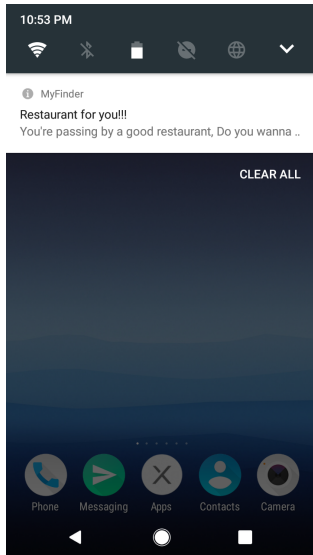 10:53 PM
MyFinder
Restaurant for you!!!
You're passing by a good restaurant, Do you wanna ..
CLEAR ALL
Phone Messaging Apps Contacts Camera